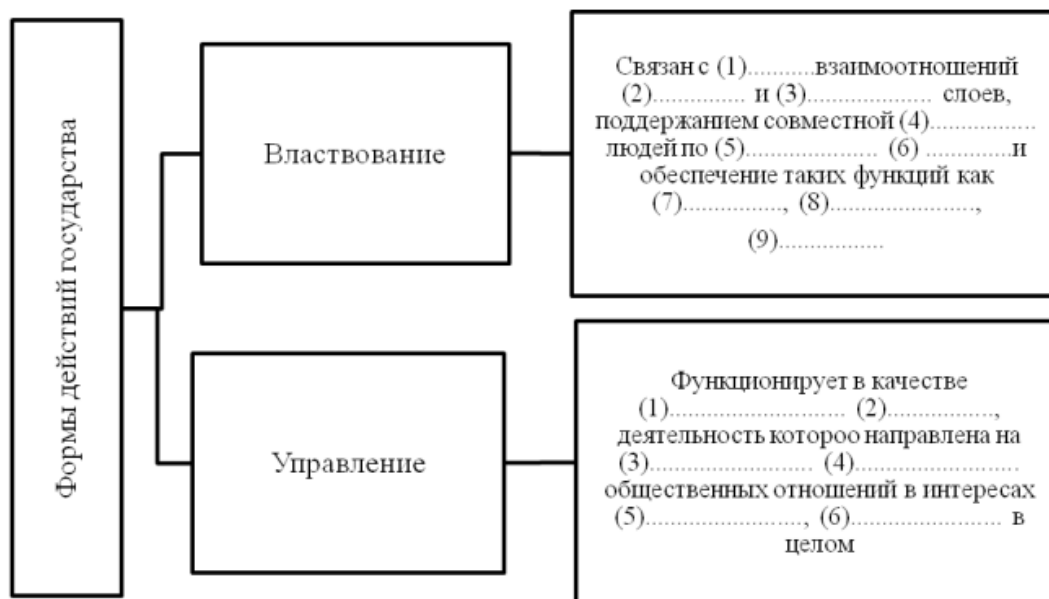 Формы действий государства
Властвование
Связан с (1)...........взаимоотношений
(2)............... и (3).................... слоев,
поддержанием совместной (4).................
людей по (5)..................... (6) ..............и
обеспечение таких функций как
(7)................, (8).......................,
(9).................
Управление
Функционирует в качестве
(1)............................ (2).................,
деятельность котороо направлена на
(3).......................... (4)..........................
общественных отношений в интересах
(5)........................., (6)........................ в
целом